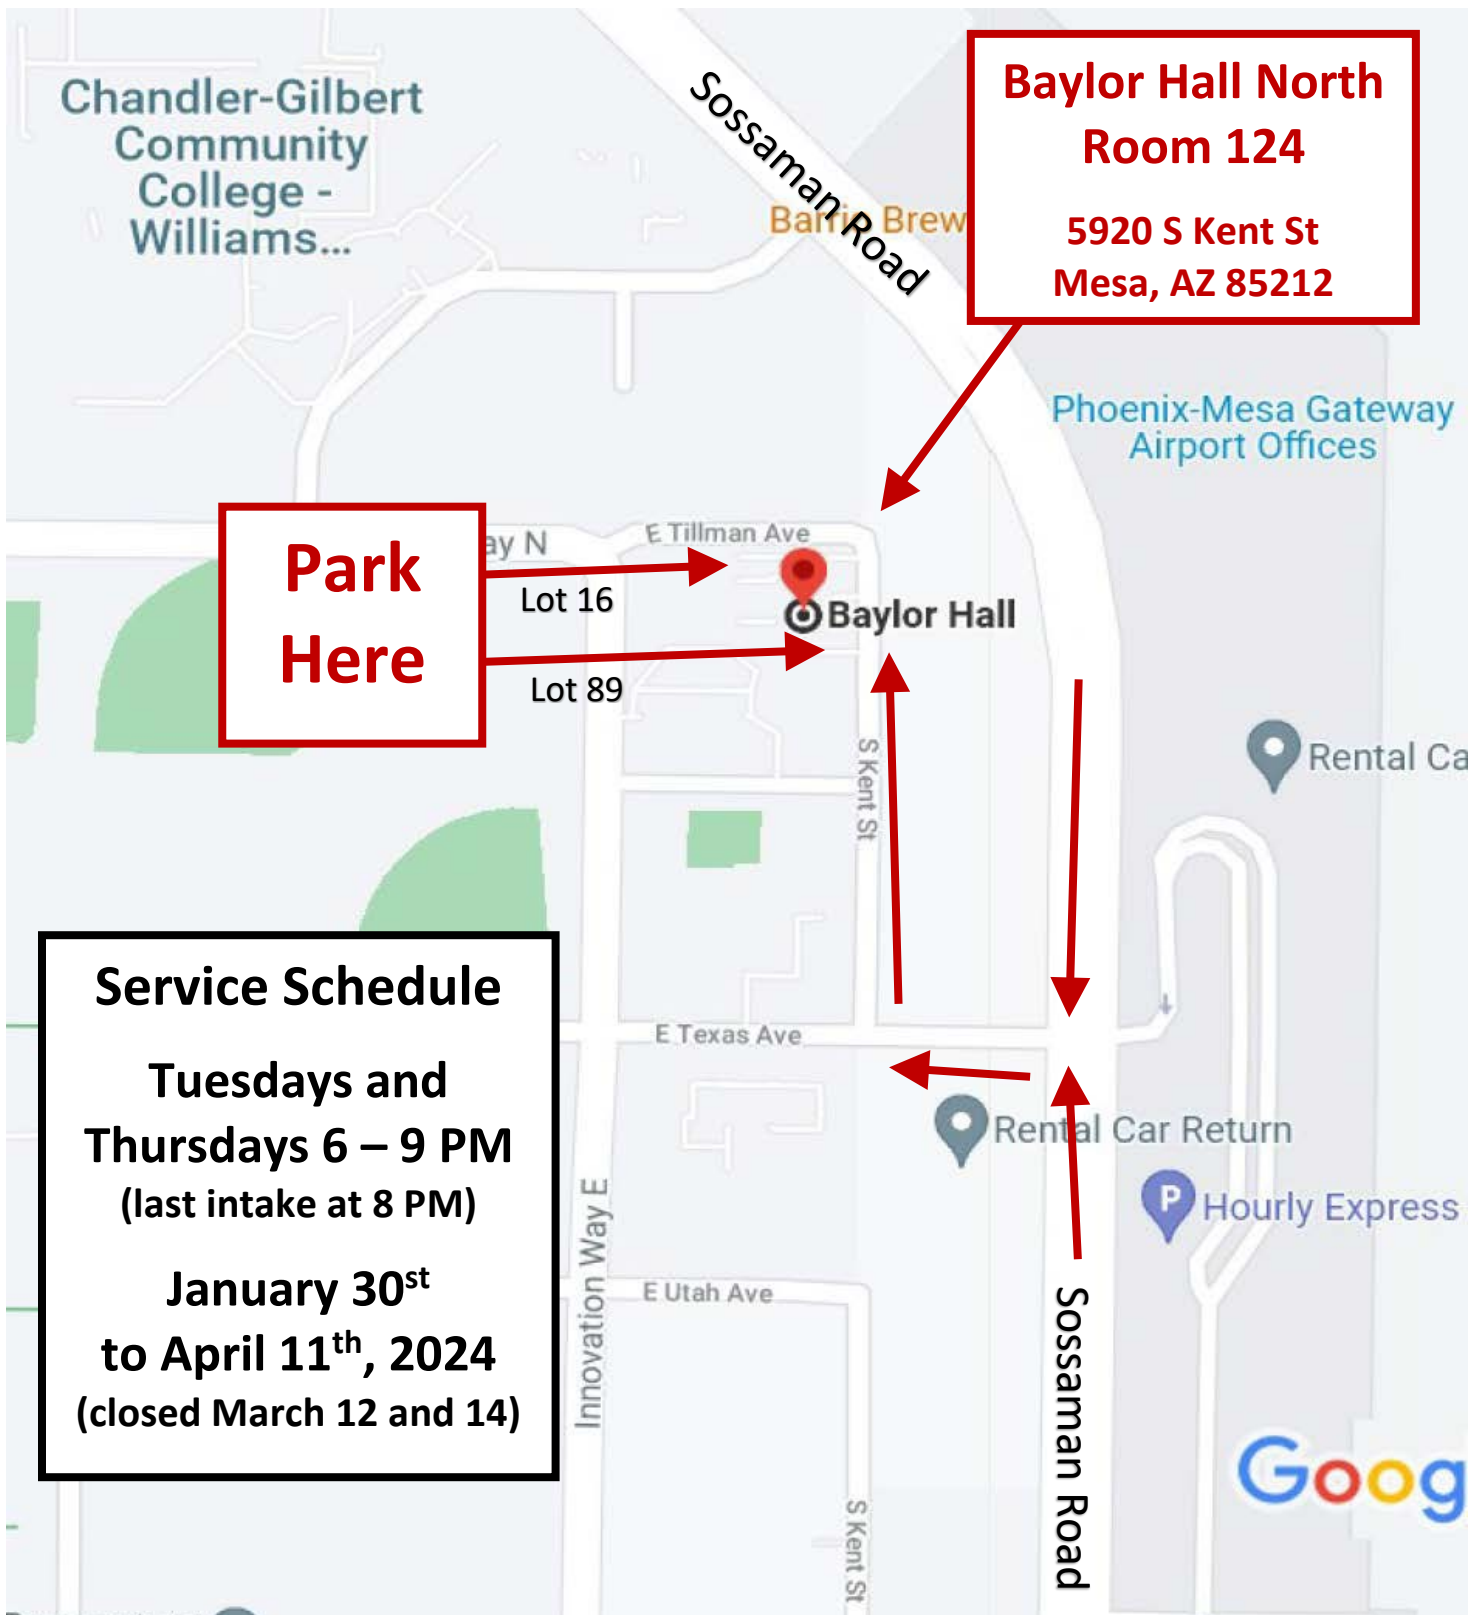 Chandler-Gilbert
Community
College -
Williams...
Sossaman Road
Barrio Brew
Baylor Hall North
Room 124
5920 S Kent St
Mesa, AZ 85212
Phoenix-Mesa Gateway
Airport Offices
Park
Here
ay N
E Tillman Ave
Lot 16
Baylor Hall
Lot 89
S Kent St
Rental Ca
Service Schedule
Tuesdays and
Thursdays 6 – 9 PM
(last intake at 8 PM)
January 30st
to April 11th, 2024
(closed March 12 and 14)
E Texas Ave
Rental Car Return
P
Hourly Express
Innovation Way E
E Utah Ave
Sossaman Road
S Kent St
Goog